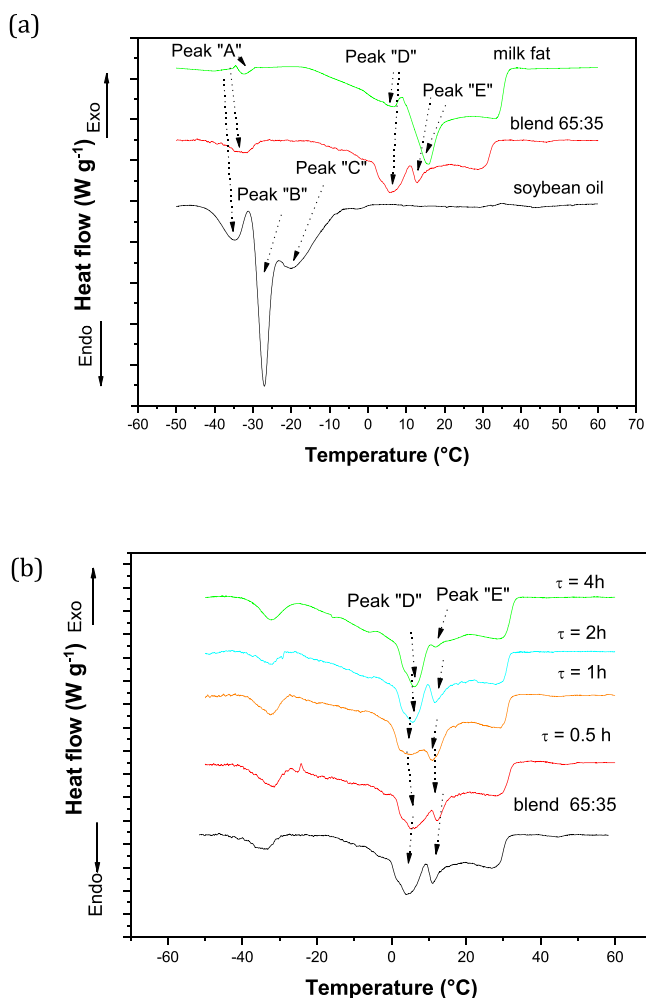 (a)
Peak "A"
Peak "D"
milk fat
Peak "E"
blend 65:35
Peak "B"
Peak "C"
soybean oil
Heat flow (W g-1)
Exo
Endo
-60 -50 -40 -30 -20 -10 0 10 20 30 40 50 60 70
Temperature (°C)
(b)
τ = 4h
Peak "D"
Peak "E"
τ = 2h
τ = 1h
τ = 0.5 h
blend 65:35
Heat flow (W g-1)
Exo
Endo
-60 -40 -20 0 20 40 60
Temperature (°C)